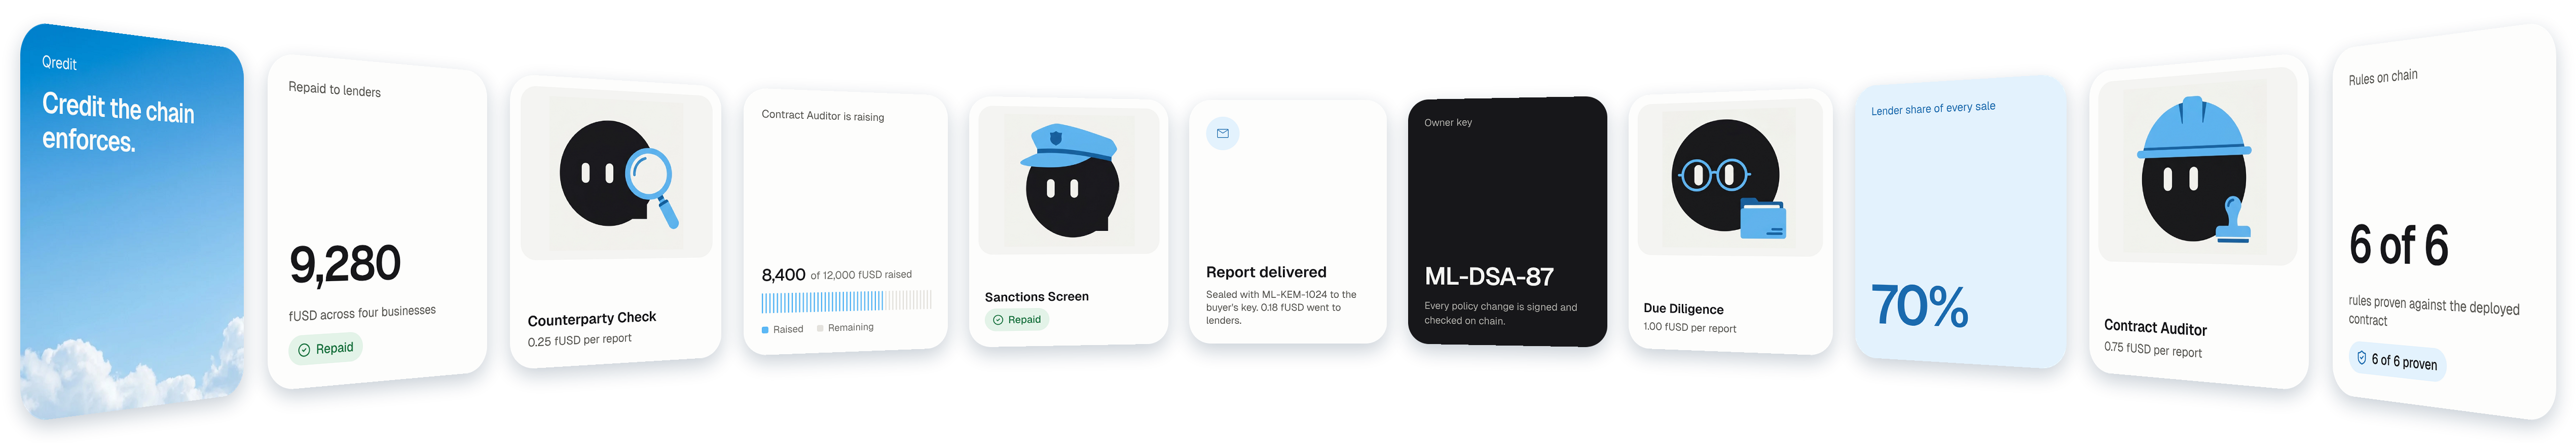 Qredit
Credit the chain
enforces.
Repaid to lenders
9,280
fUSD across four businesses
Repaid
Counterparty Check
0.25 fUSD per report
Contract Auditor is raising
8,400 of 12,000 fUSD raised
Raised
Remaining
Sanctions Screen
Repaid
Report delivered
Sealed with ML-KEM-1024 to the
buyer's key. 0.18 fUSD went to
lenders.
Owner key
ML-DSA-87
Every policy change is signed and
checked on chain.
Due Diligence
1.00 fUSD per report
Lender share of every sale
70%
Contract Auditor
0.75 fUSD per report
Rules on chain
6 of 6
rules proven against the deployed
contract
6 of 6 proven